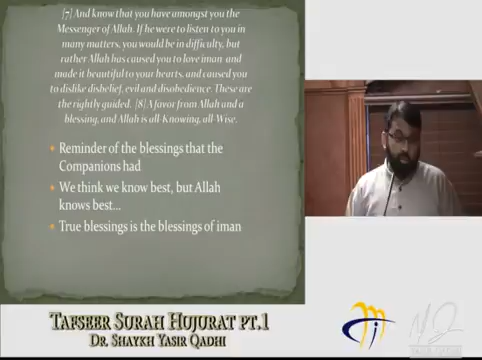 [7] And know that you have amongst you the
Messenger of Allah. If he were to listen to you in
many matters, you would be in difficulty, but
rather Allah has caused you to love iman and
made it beautiful to your hearts, and caused you
to dislike disbelief, evil and disobedience. These
are the rightly guided. [8] A favor from Allah and a
blessing, and Allah is all-Knowing, all-Wise.
Reminder of the blessings that the
Companions had
We think we know best, but Allah
knows best...
True blessings is the blessings of iman
TAFSEER SURAH HUJURAT PT.1
DR. SHAYKH YASIR QADHI